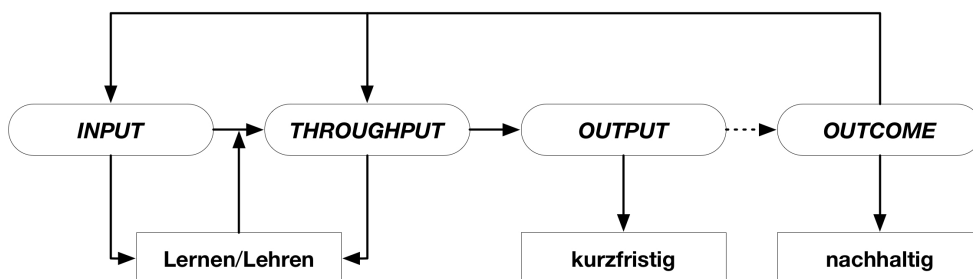 INPUT
THROUGHPUT
OUTPUT
OUTCOME
Lernen/Lehren
kurzfristig
nachhaltig